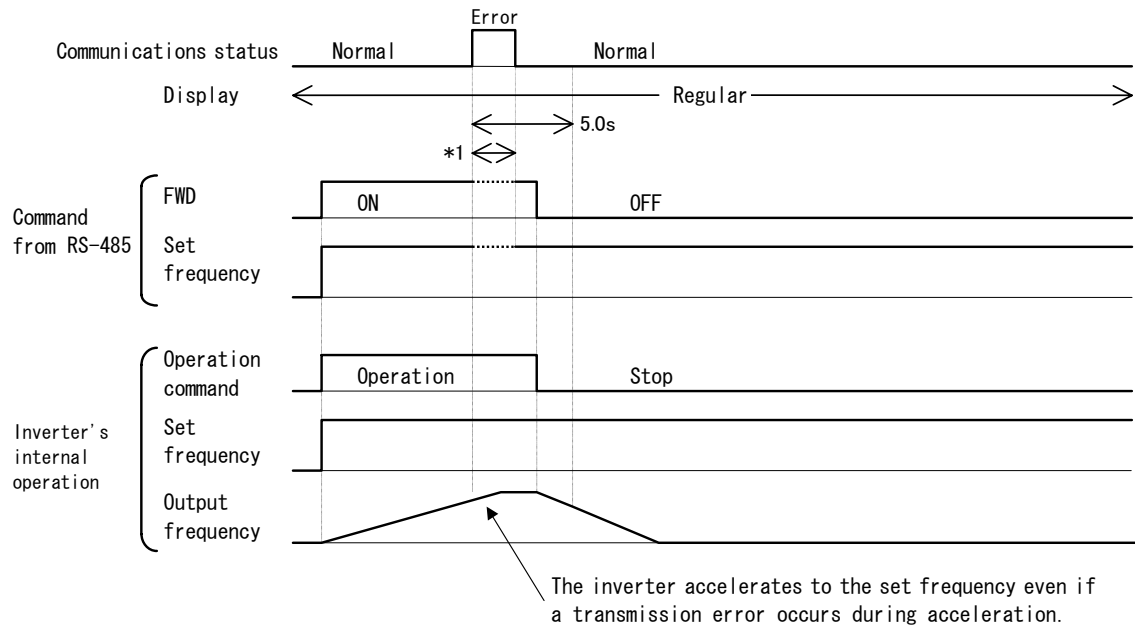 Error
Communications status Normal Normal
Display Regular
5.0s
*1
Command
from RS-485
FWD ON OFF
Set
frequency
Inverter's
internal
operation
Operation
command
Operation Stop
Set
frequency
Output
frequency
The inverter accelerates to the set frequency even if
a transmission error occurs during acceleration.